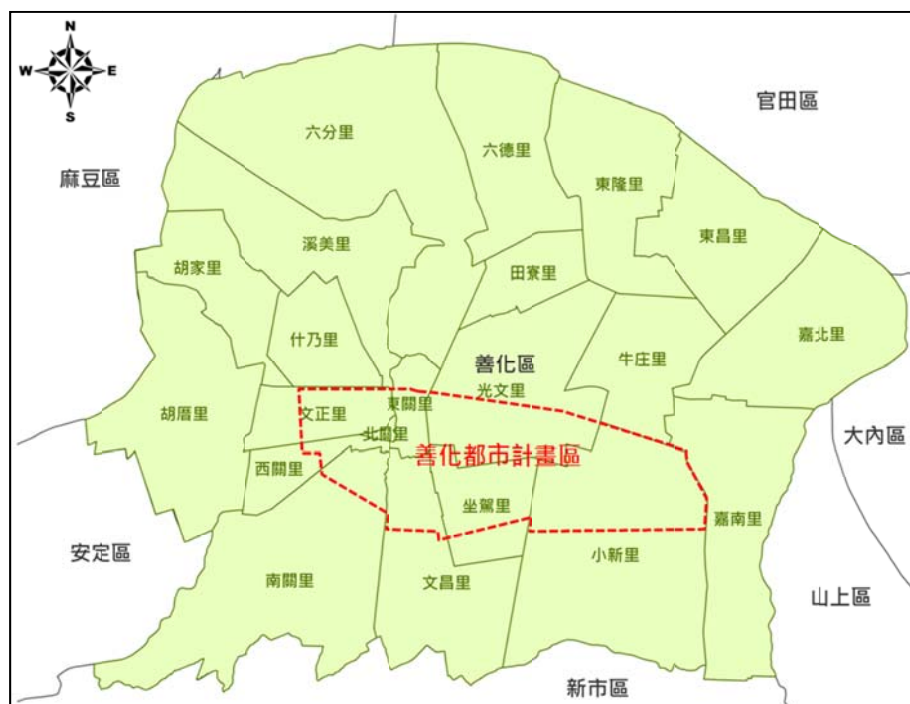 N
W
E
S
官田區
麻豆區
六分里
六德里
東隆里
東昌里
溪美里
胡家里
田寮里
嘉北里
什乃里
牛庄里
善化區
光文里
胡厝里
文正里
東關里
北關里
大內區
善化都市計畫區
西關里
坐駕里
嘉南里
安定區
南關里
文昌里
小新里
山上區
新市區